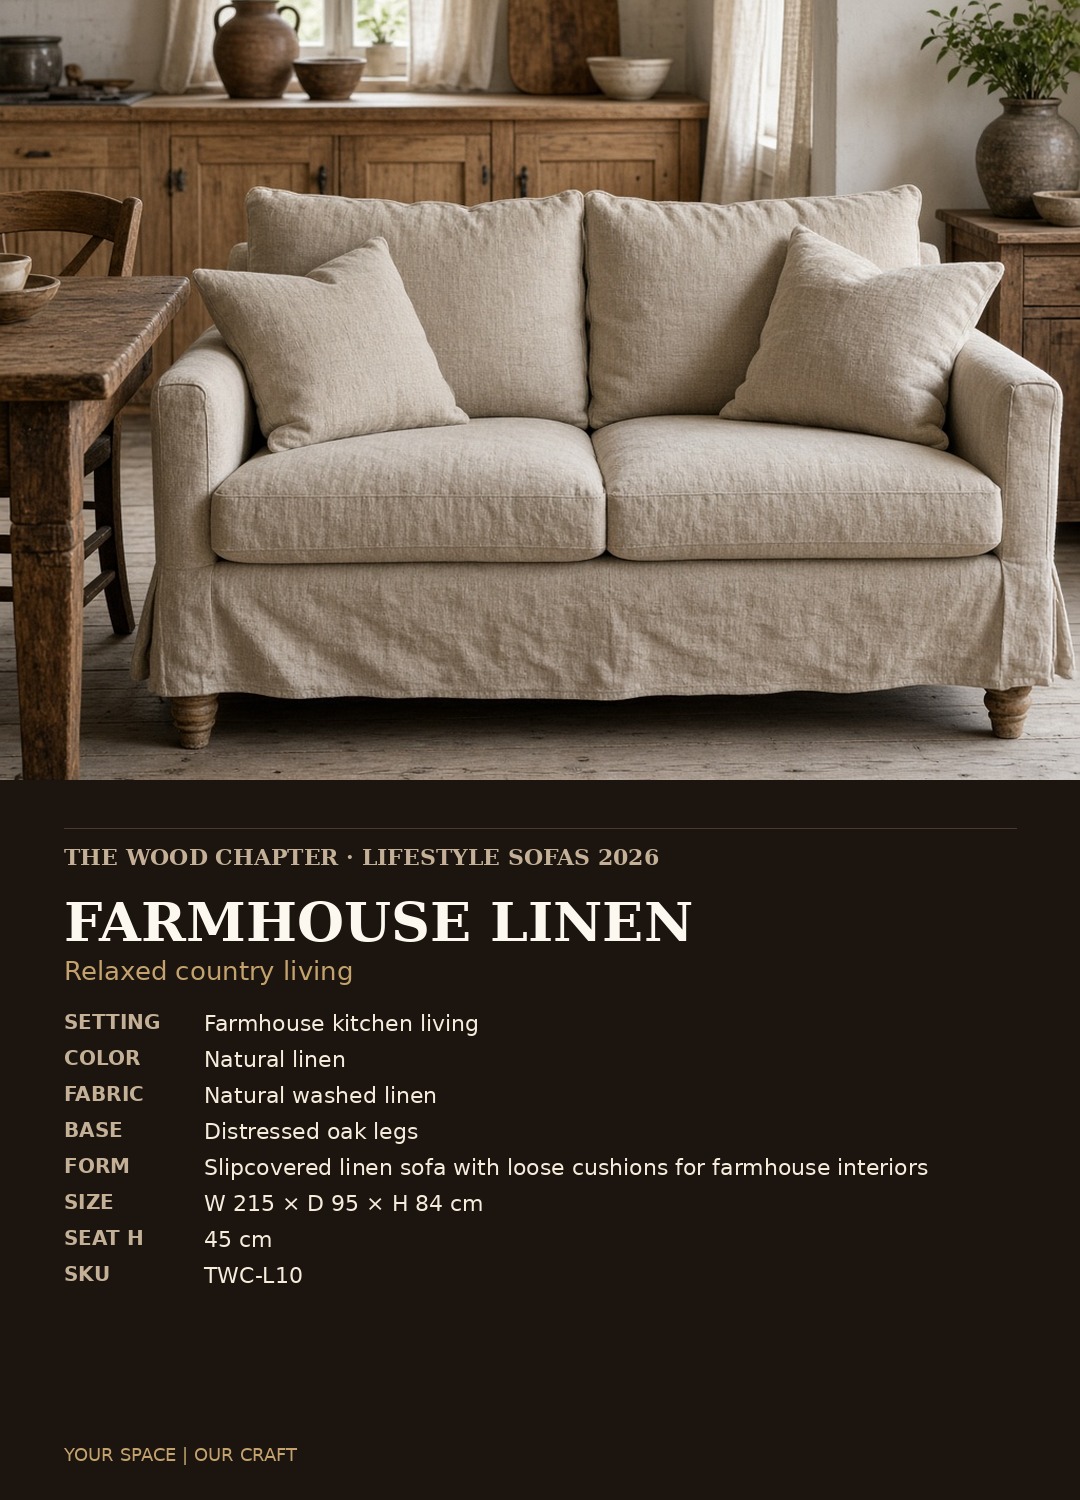 THE WOOD CHAPTER · LIFESTYLE SOFAS 2026
FARMHOUSE LINEN
Relaxed country living
SETTING Farmhouse kitchen living
COLOR Natural linen
FABRIC Natural washed linen
BASE Distressed oak legs
FORM Slipcovered linen sofa with loose cushions for farmhouse interiors
SIZE W 215 × D 95 × H 84 cm
SEAT H 45 cm
SKU TWC-L10
YOUR SPACE | OUR CRAFT